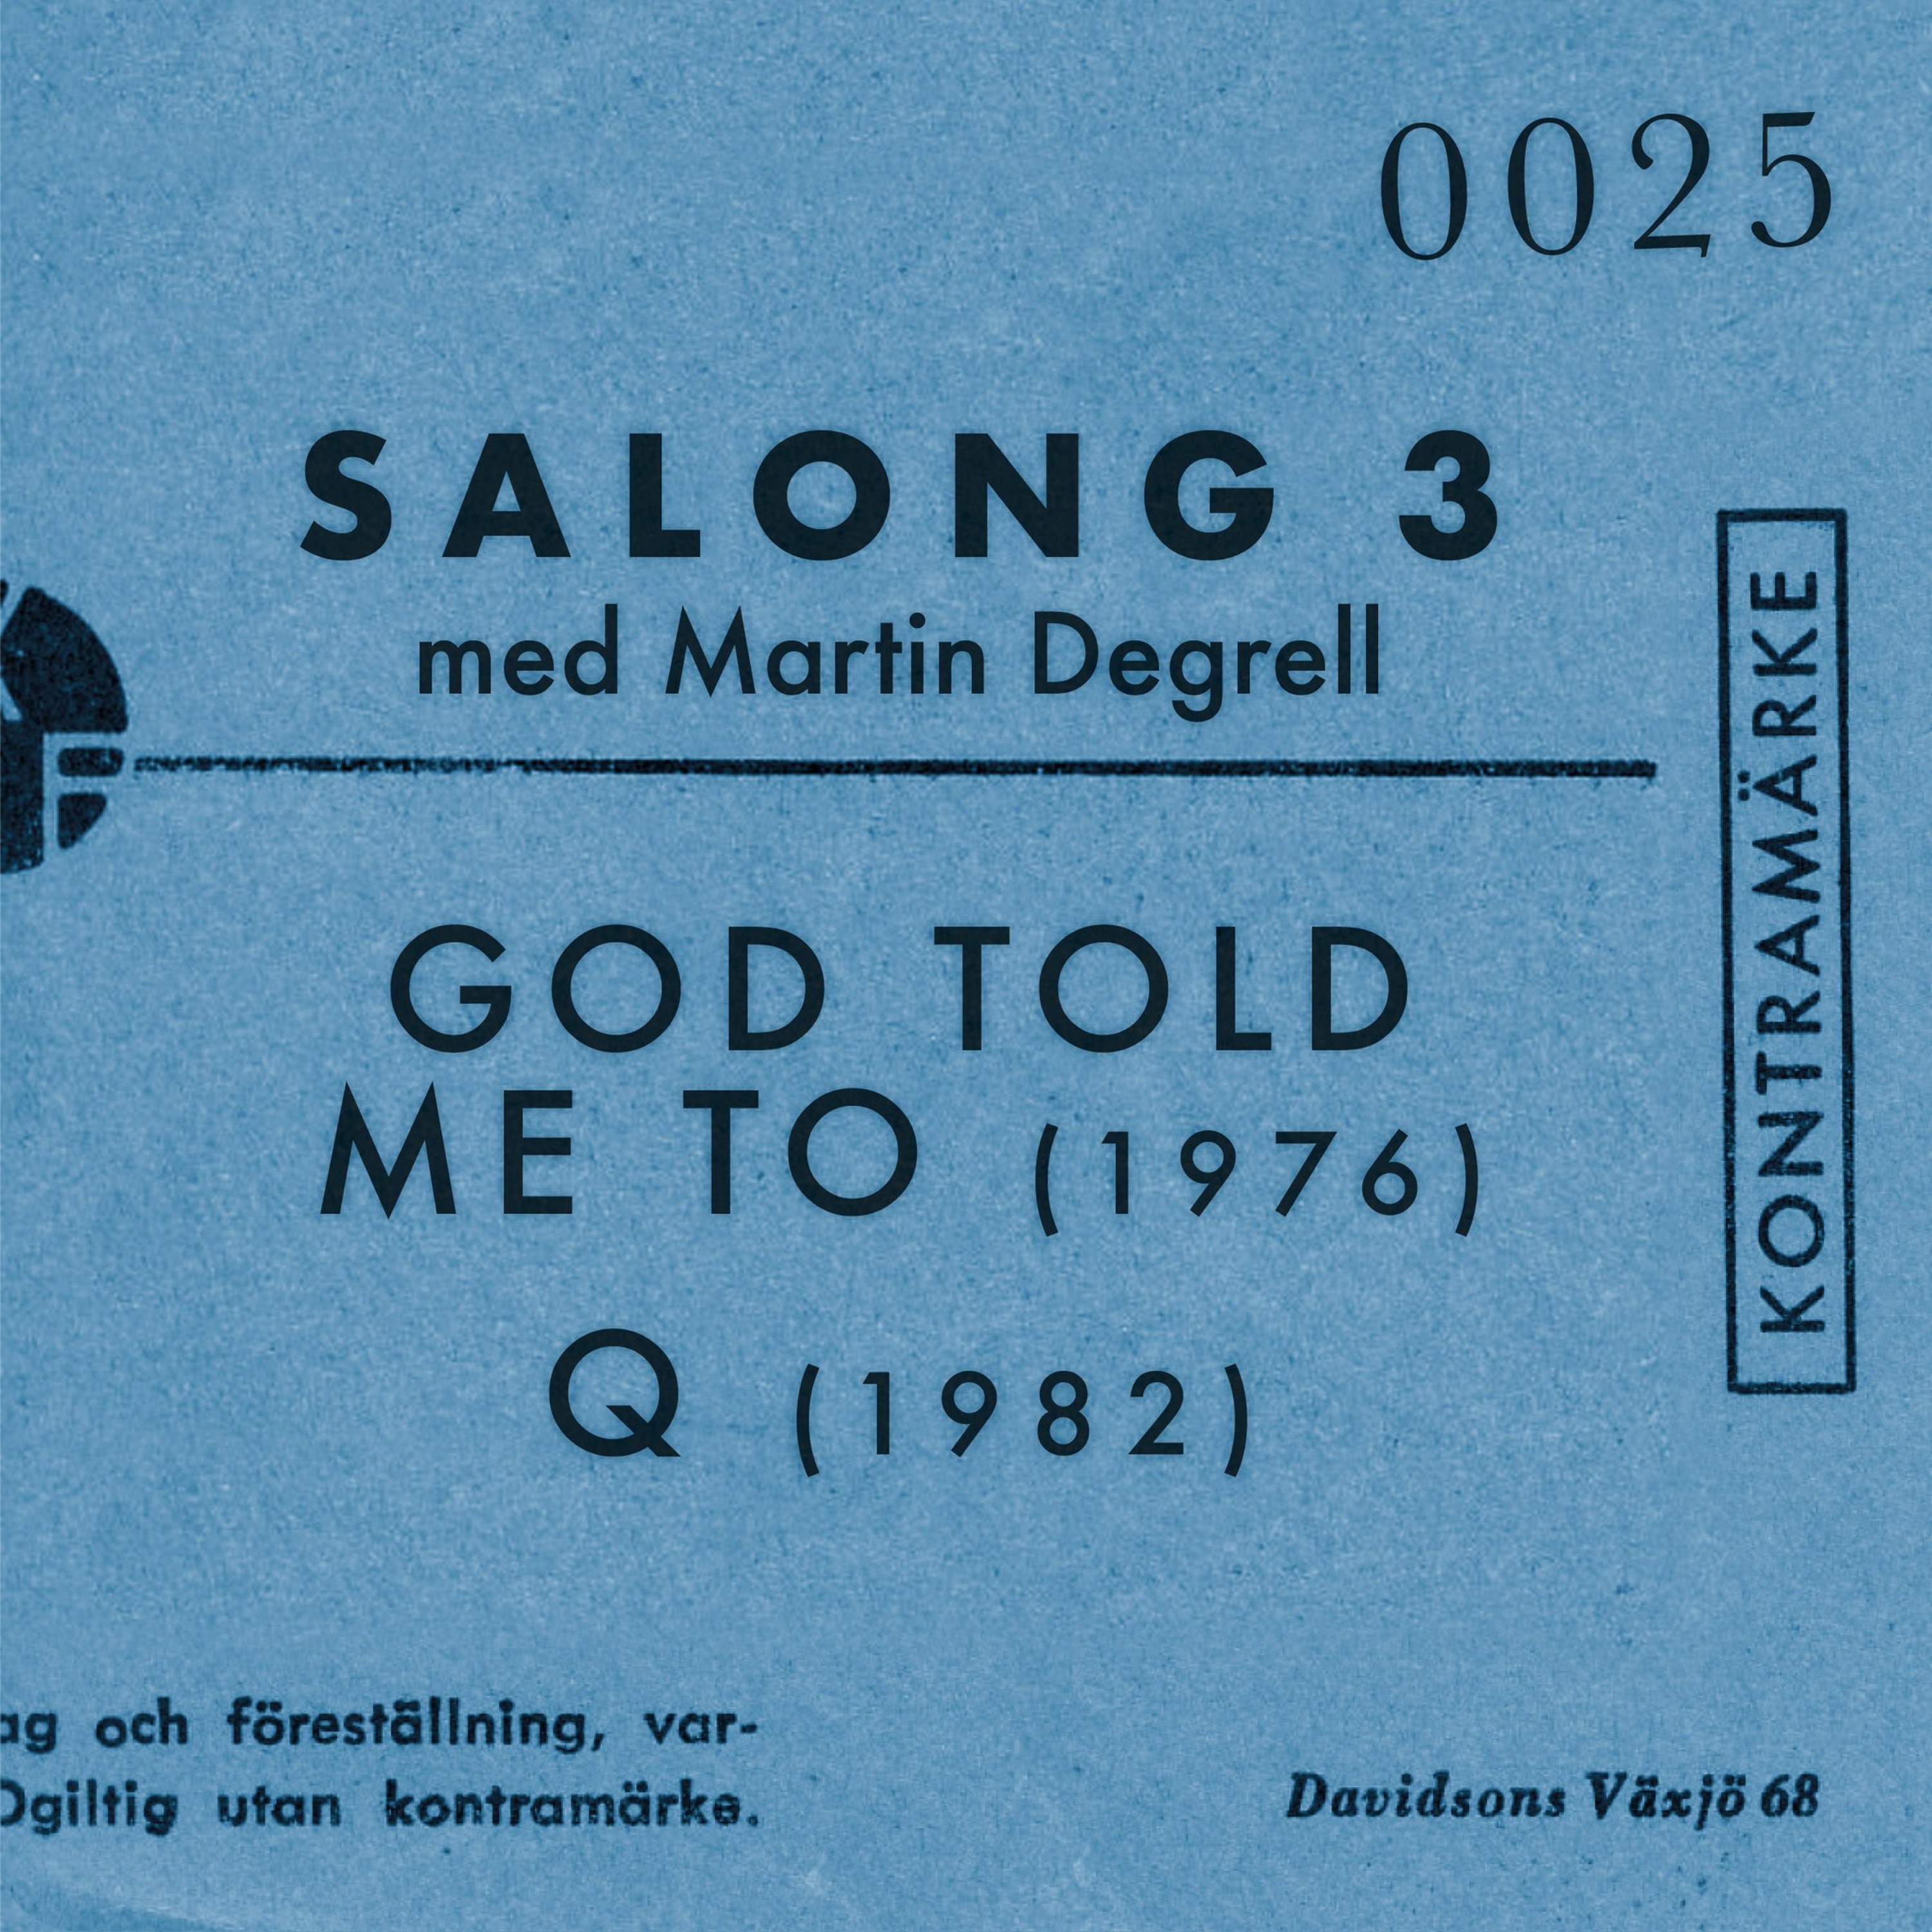 0025
SALONG 3
med Martin Degrell
KONTRAMÄRKE
GOD TOLD
ME TO (1976)
Q (1982)
och föreställning, var-
Ogiltig utan kontramärke.
Davidsons Växjö 68